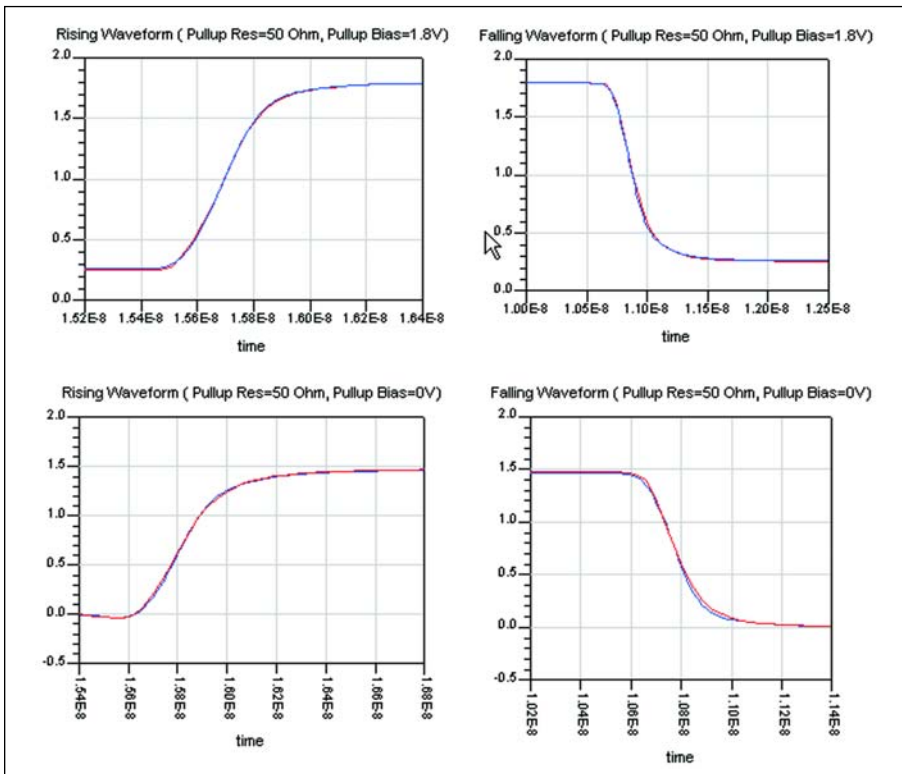 Rising Waveform ( Pullup Res=50 Ohm, Pullup Bias=1.8V)
2.0
1.5
1.0
0.5
0.0
1.52E-8 1.54E-8 1.56E-8 1.58E-8 1.60E-8 1.62E-8 1.64E-8
time
Falling Waveform ( Pullup Res=50 Ohm, Pullup Bias=1.8V)
2.0
1.5
1.0
0.5
0.0
1.00E-8 1.05E-8 1.10E-8 1.15E-8 1.20E-8 1.25E-8
time
Rising Waveform ( Pullup Res=50 Ohm, Pullup Bias=0V)
2.0
1.5
1.0
0.5
0.0
-0.5
1.54E-8 1.56E-8 1.58E-8 1.60E-8 1.62E-8 1.64E-8 1.66E-8 1.68E-8
time
Falling Waveform ( Pullup Res=50 Ohm, Pullup Bias=0V)
2.0
1.5
1.0
0.5
0.0
-0.5
1.02E-8 1.04E-8 1.06E-8 1.08E-8 1.10E-8 1.12E-8 1.14E-8
time